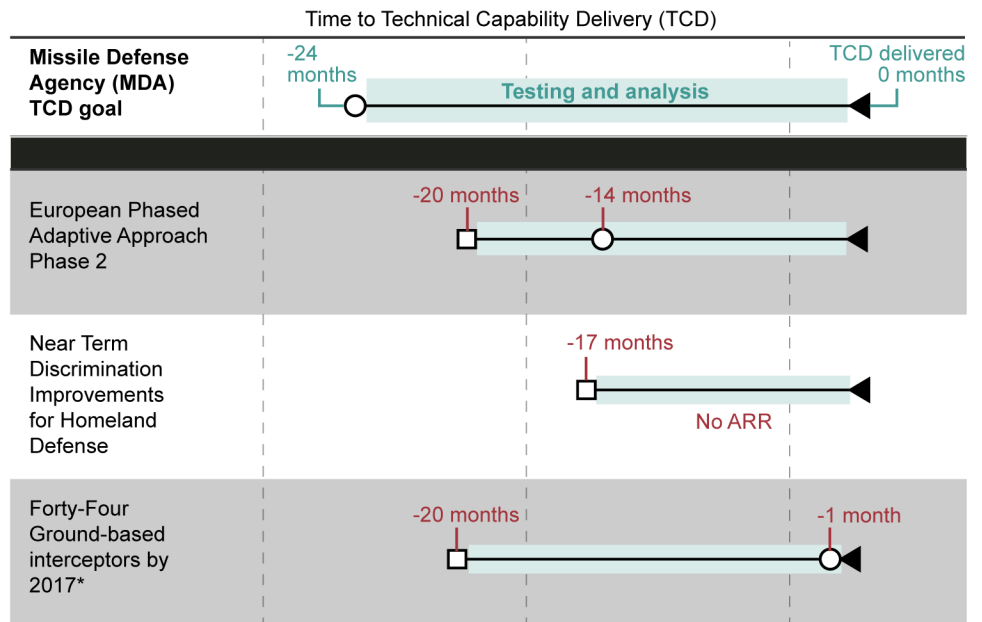 Time to Technical Capability Delivery (TCD)
Missile Defense
Agency (MDA)
TCD goal
-24
months
Testing and analysis
TCD delivered
0 months
European Phased
Adaptive Approach
Phase 2
-20 months
-14 months
Near Term
Discrimination
Improvements
for Homeland
Defense
-17 months
No ARR
Forty-Four
Ground-based
interceptors by
2017*
-20 months
-1 month